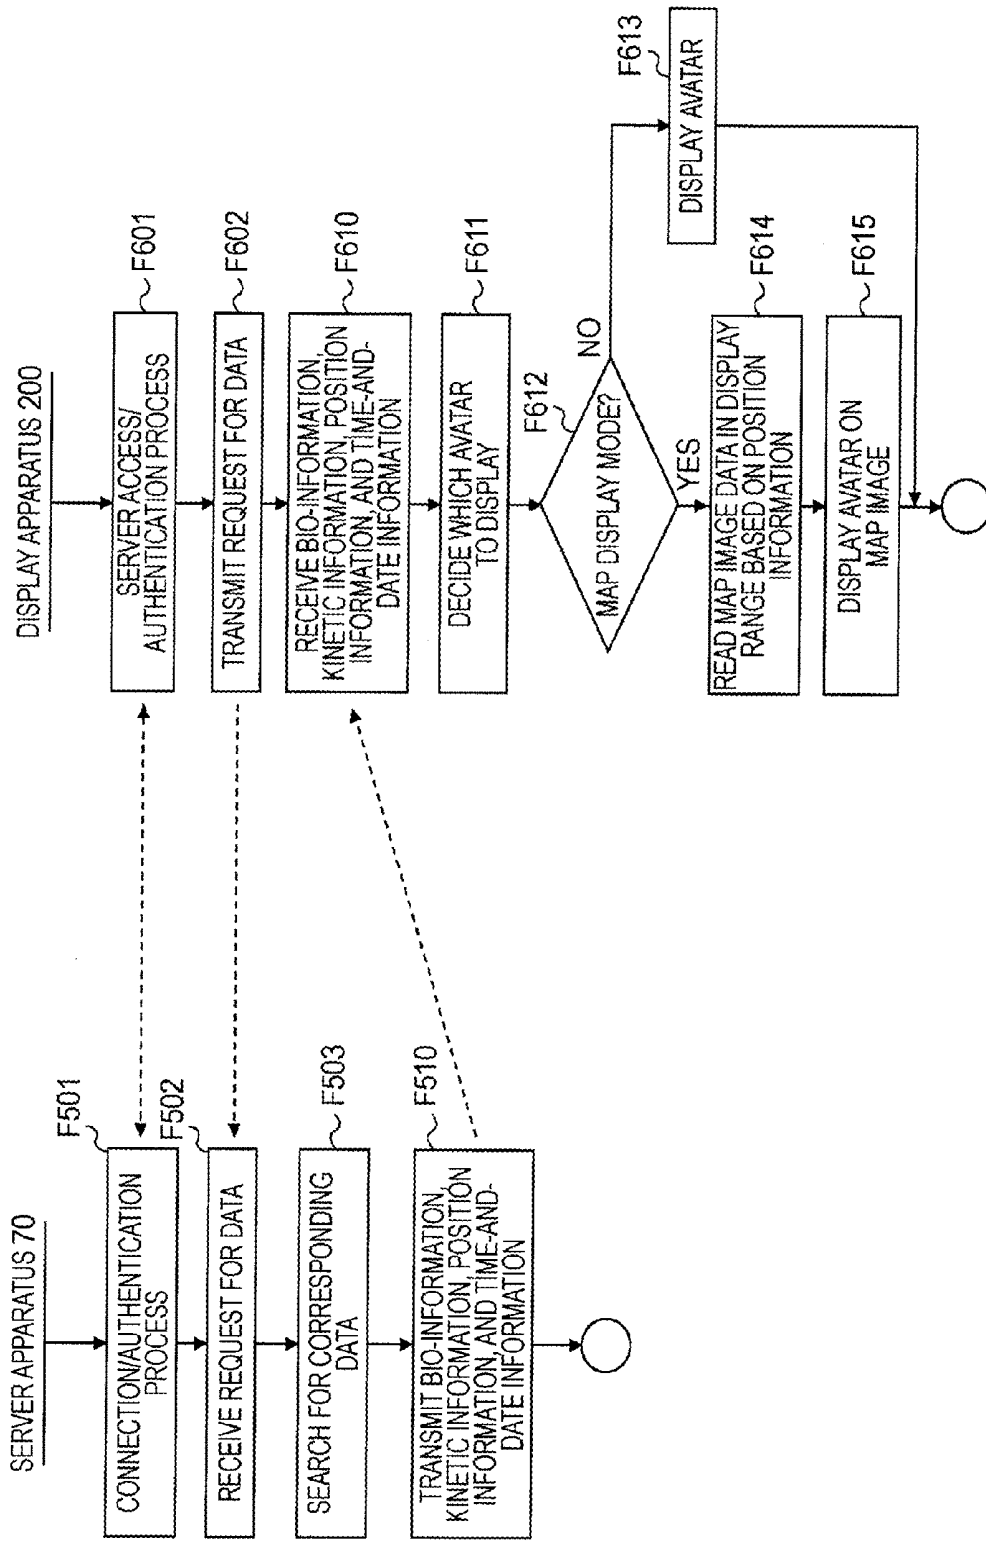 SERVER APPARATUS 70
F501
CONNECTION/AUTHENTICATION
PROCESS
F502
RECEIVE REQUEST FOR DATA
F503
SEARCH FOR CORRESPONDING
DATA
F510
TRANSMIT BIO-INFORMATION,
KINETIC INFORMATION, POSITION
INFORMATION, AND TIME-AND-
DATE INFORMATION
DISPLAY APPARATUS 200
F601
SERVER ACCESS/
AUTHENTICATION PROCESS
F602
TRANSMIT REQUEST FOR DATA
F610
RECEIVE BIO-INFORMATION,
KINETIC INFORMATION, POSITION
INFORMATION, AND TIME-AND-
DATE INFORMATION
F611
DECIDE WHICH AVATAR
TO DISPLAY
F612
MAP DISPLAY MODE?
NO
YES
F613
DISPLAY AVATAR
F614
READ MAP IMAGE DATA IN DISPLAY
RANGE BASED ON POSITION
INFORMATION
F615
DISPLAY AVATAR ON
MAP IMAGE